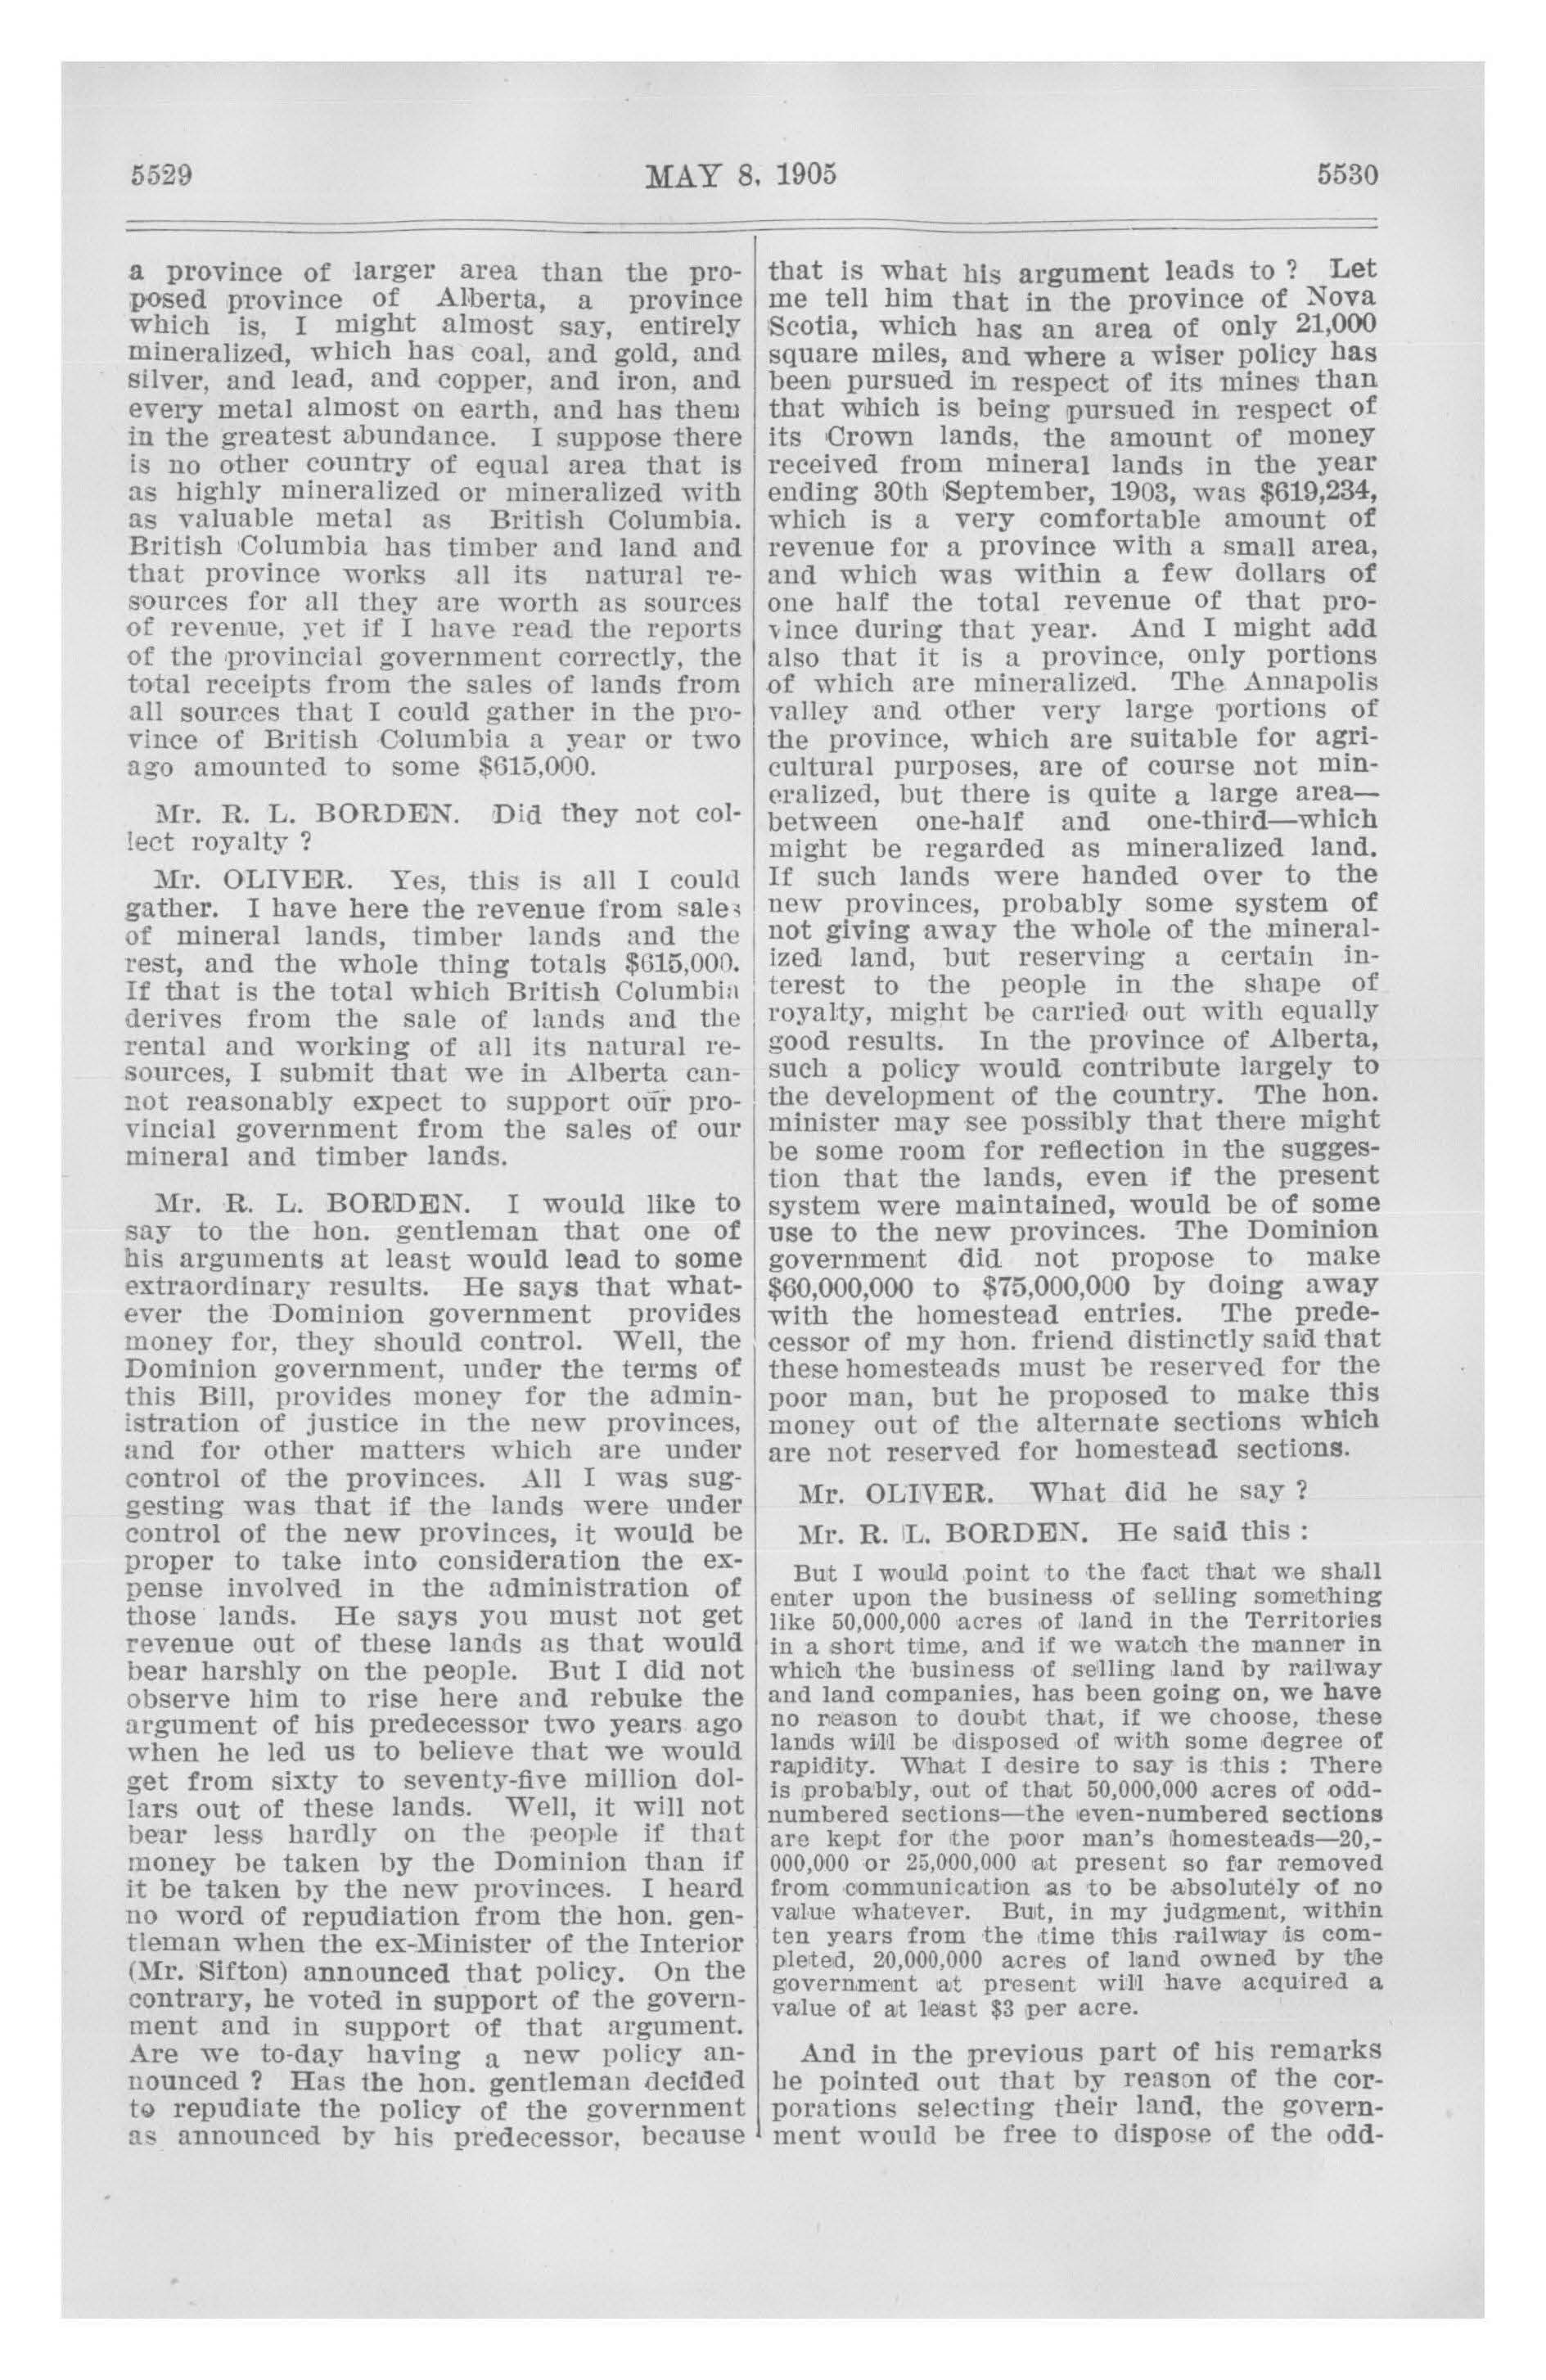 5529
MAY 8, 1905
5530
a province of larger area than the pro-
posed province of Alberta, a province
which is, I might almost say, entirely
mineralized, which has coal, and gold, and
silver, and lead, and copper, and iron, and
every metal almost on earth, and has them
in the greatest abundance. I suppose there
is no other country of equal area that is
as highly mineralized or mineralized with
as valuable metal as British Columbia.
British Columbia has timber and land and
that province works all its natural re-
sources for all they are worth as sources
of revenue, yet if I have read the reports
of the provincial government correctly, the
total receipts from the sales of lands from
all sources that I could gather in the pro-
vince of British Columbia a year or two
ago amounted to some $615,000.
Mr. R. L. BORDEN. Did they not col-
lect royalty ?
Mr. OLIVER. Yes, this is all I could
gather. I have here the revenue from sales
of mineral lands, timber lands and the
rest, and the whole thing totals $615,000.
If that is the total which British Columbia
derives from the sale of lands and the
rental and working of all its natural re-
sources, I submit that we in Alberta can-
not reasonably expect to support our pro-
vincial government from the sales of our
mineral and timber lands.
Mr. R. L. BORDEN. I would like to
say to the hon. gentleman that one of
his arguments at least would lead to some
extraordinary results. He says that what-
ever the Dominion government provides
money for, they should control. Well, the
Dominion government, under the terms of
this Bill, provides money for the admin-
istration of justice in the new provinces,
and for other matters which are under
control of the provinces. All I was sug-
gesting was that if the lands were under
control of the new provinces, it would be
proper to take into consideration the ex-
pense involved in the administration of
those lands. He says you must not get
revenue out of these lands as that would
bear harshly on the people. But I did not
observe him to rise here and rebuke the
argument of his predecessor two years ago
when he led us to believe that we would
get from sixty to seventy-five million dol-
lars out of these lands. Well, it will not
bear less hardly on the people if that
money be taken by the Dominion than if
it be taken by the new provinces. I heard
no word of repudiation from the hon. gen-
tleman when the ex-Minister of the Interior
(Mr. Sifton) announced that policy. On the
contrary, he voted in support of the govern-
ment and in support of that argument.
Are we to-day having a new policy an-
nounced ? Has the hon. gentleman decided
to repudiate the policy of the government
as announced by his predecessor, because
that is what his argument leads to ? Let
me tell him that in the province of Nova
Scotia, which has an area of only 21,000
square miles, and where a wiser policy has
been pursued in respect of its mines than
that which is being pursued in respect of
its Crown lands, the amount of money
received from mineral lands in the year
ending 30th September, 1903, was $619,234,
which is a very comfortable amount of
revenue for a province with a small area,
and which was within a few dollars of
one half the total revenue of that pro-
vince during that year. And I might add
also that it is a province, only portions
of which are mineralized. The Annapolis
valley and other very large portions of
the province, which are suitable for agri-
cultural purposes, are of course not min-
eralized, but there is quite a large area—
between one-half and one-third—which
might be regarded as mineralized land.
If such lands were handed over to the
new provinces, probably some system of
not giving away the whole of the mineral-
ized land, but reserving a certain in-
terest to the people in the shape of
royalty, might be carried out with equally
good results. In the province of Alberta,
such a policy would contribute largely to
the development of the country. The hon.
minister may see possibly that there might
be some room for reflection in the sugges-
tion that the lands, even if the present
system were maintained, would be of some
use to the new provinces. The Dominion
government did not propose to make
$60,000,000 to $75,000,000 by doing away
with the homestead entries. The prede-
cessor of my hon. friend distinctly said that
these homesteads must be reserved for the
poor man, but he proposed to make this
money out of the alternate sections which
are not reserved for homestead sections.
Mr. OLIVER. What did he say ?
Mr. R. L. BORDEN. He said this :
But I would point to the fact that we shall
enter upon the business of selling something
like 50,000,000 acres of land in the Territories
in a short time, and if we watch the manner in
which the business of selling land by railway
and land companies, has been going on, we have
no reason to doubt that, if we choose, these
lands will be disposed of with some degree of
rapidity. What I desire to say is this : There
is probably, out of that 50,000,000 acres of odd-
numbered sections—the even-numbered sections
are kept for the poor man's homesteads—20,-
000,000 or 25,000,000 at present so far removed
from communication as to be absolutely of no
value whatever. But, in my judgment, within
ten years from the time this railway is com-
pleted, 20,000,000 acres of land owned by the
government at present will have acquired a
value of at least $3 per acre.
And in the previous part of his remarks
he pointed out that by reason of the cor-
porations selecting their land, the govern-
ment would be free to dispose of the odd-